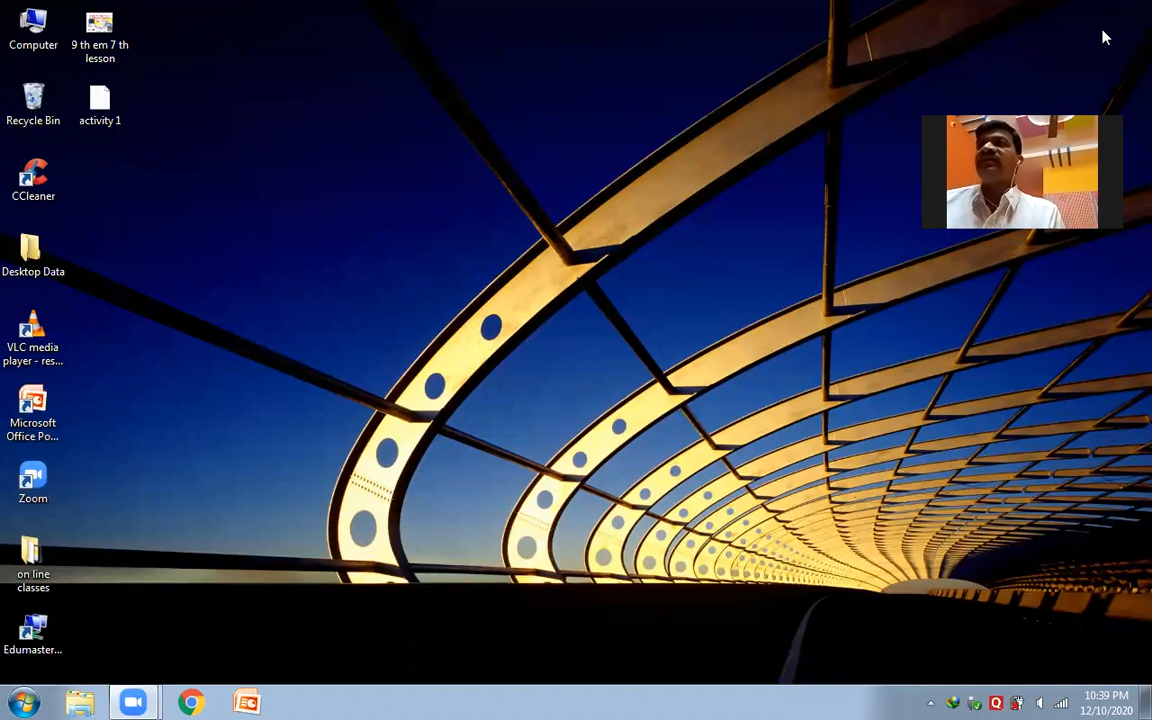 Computer
9 th em 7 th
lesson
Recycle Bin
activity 1
CCleaner
Desktop Data
VLC media
player - res...
Microsoft
Office Po...
Zoom
on line
classes
Edumaster...
10:39 PM
12/10/2020